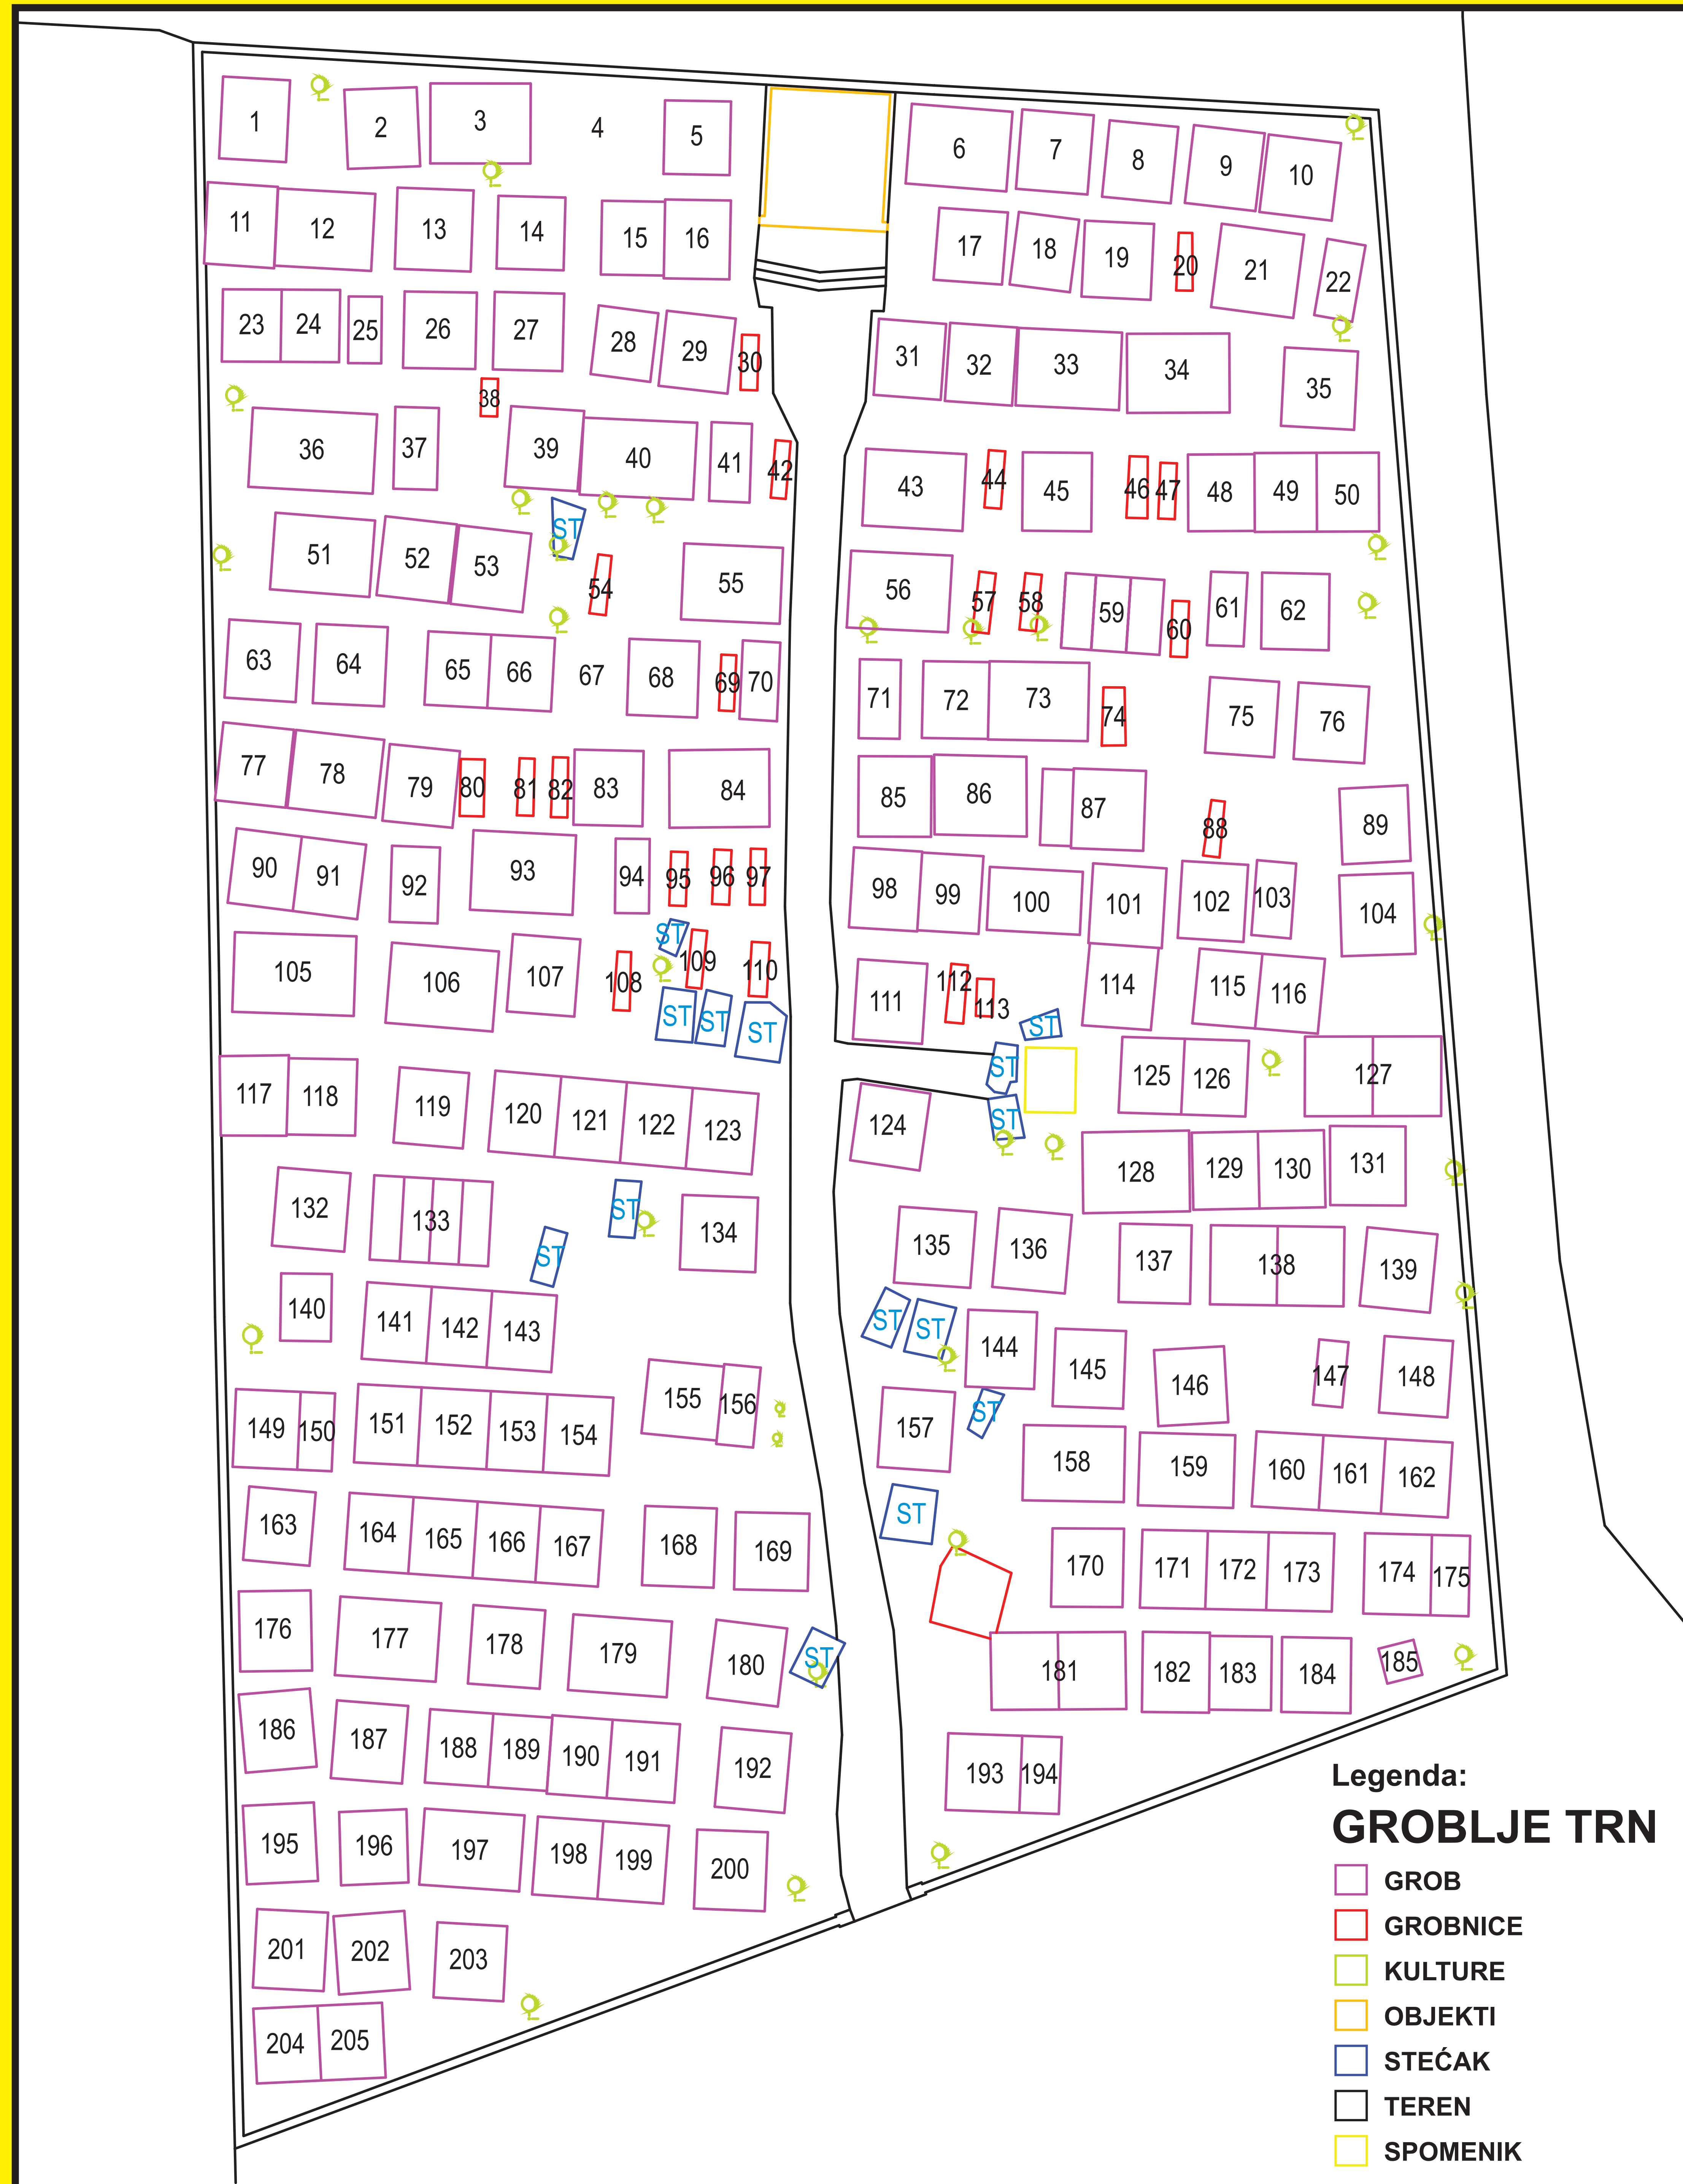 1 2 3 4 5 6 7 8 9 10
11 12 13 14 15 16 17 18 19 20 21 22
23 24 25 26 27 28 29 30 31 32 33 34 35
38
36 37 39 40 41 42 43 44 45 46 47 48 49 50
ST
51 52 53 54 55 56 57 58 59 60 61 62
63 64 65 66 67 68 69 70 71 72 73 74 75 76
77 78 79 80 81 82 83 84 85 86 87 88 89
90 91 92 93 94 95 96 97 98 99 100 101 102 103 104
ST
105 106 107 108 109 110 111 112 113 114 115 116
ST ST ST ST
ST
117 118 119 120 121 122 123 124 125 126 127
ST
128 129 130 131
132 133 ST 134 135 136 137 138 139
ST
140 141 142 143 ST ST 144 145 146 147 148
149 150 151 152 153 154 155 156 157 ST 158 159 160 161 162
ST
163 164 165 166 167 168 169 170 171 172 173 174 175
176 177 178 179 180 ST 181 182 183 184 185
186 187 188 189 190 191 192 193 194
195 196 197 198 199 200
201 202 203
204 205
Legenda:
GROBLJE TRN
GROB
GROBNICE
KULTURE
OBJEKTI
STEĆAK
TEREN
SPOMENIK